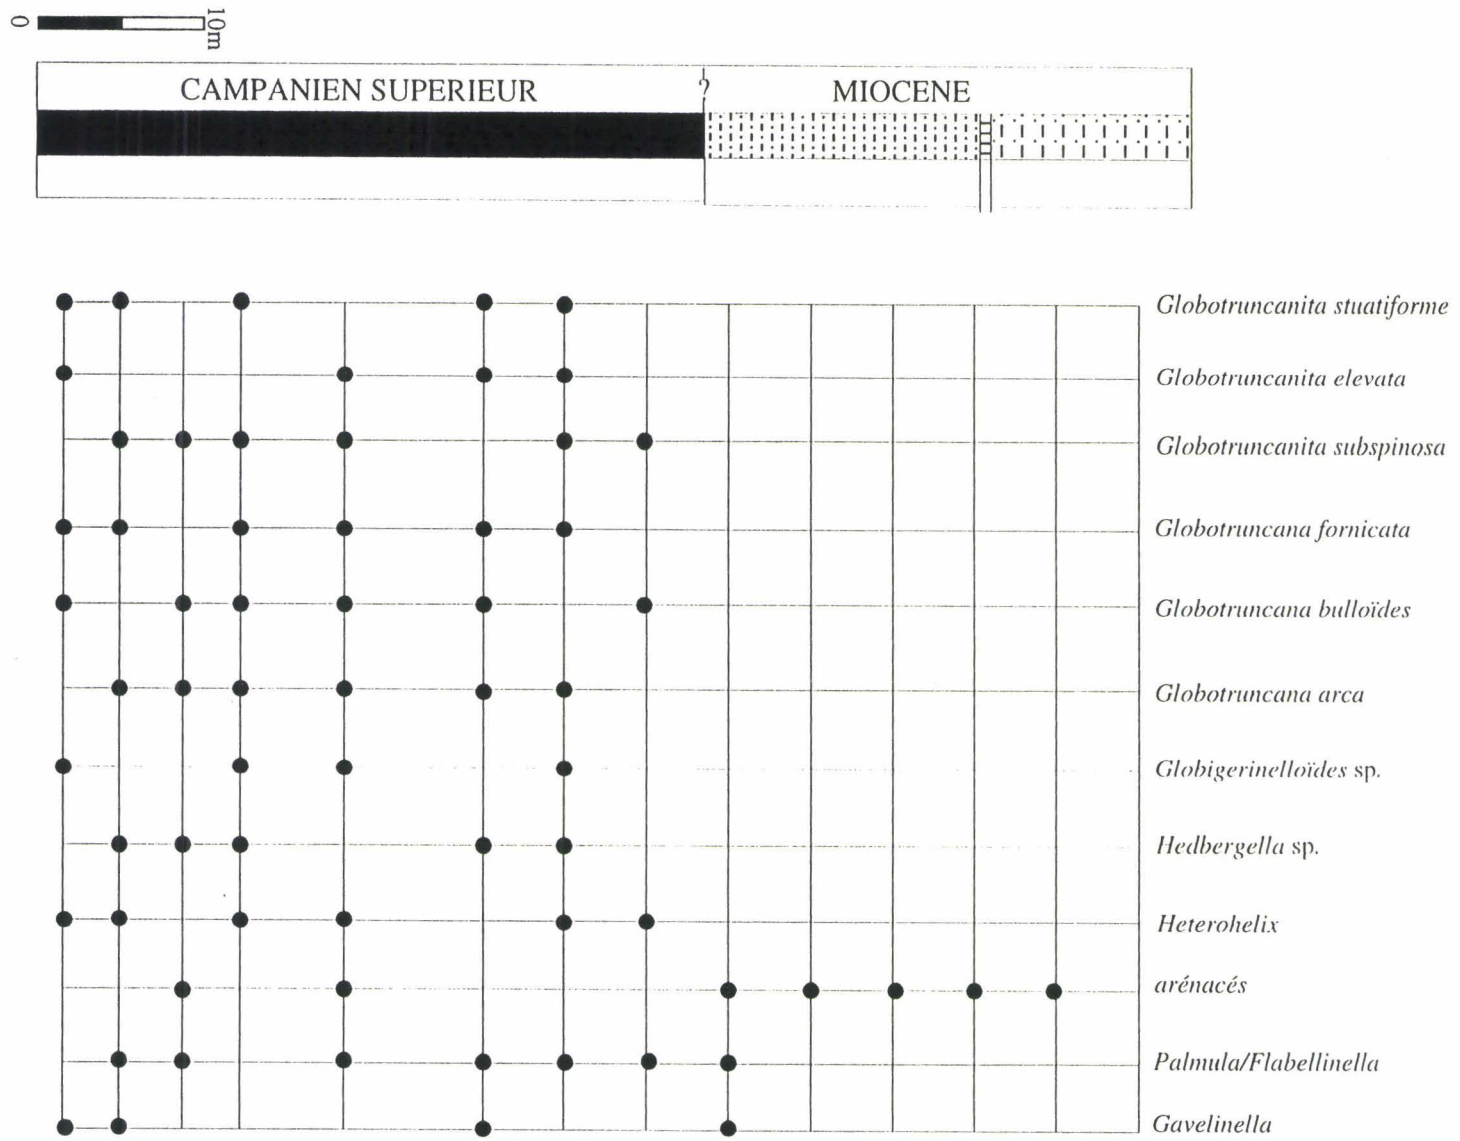 0 10m
CAMPANIEN SUPERIEUR ? MIOCENE
Globotruncanita stuatiforme
Globotruncanita elevata
Globotruncanita subspinosa
Globotruncana fornicata
Globotruncana bulloïdes
Globotruncana arca
Globigerinelloïdes sp.
Hedbergella sp.
Heterohelix
arénacés
Palmula/Flabellinella
Gavelinella